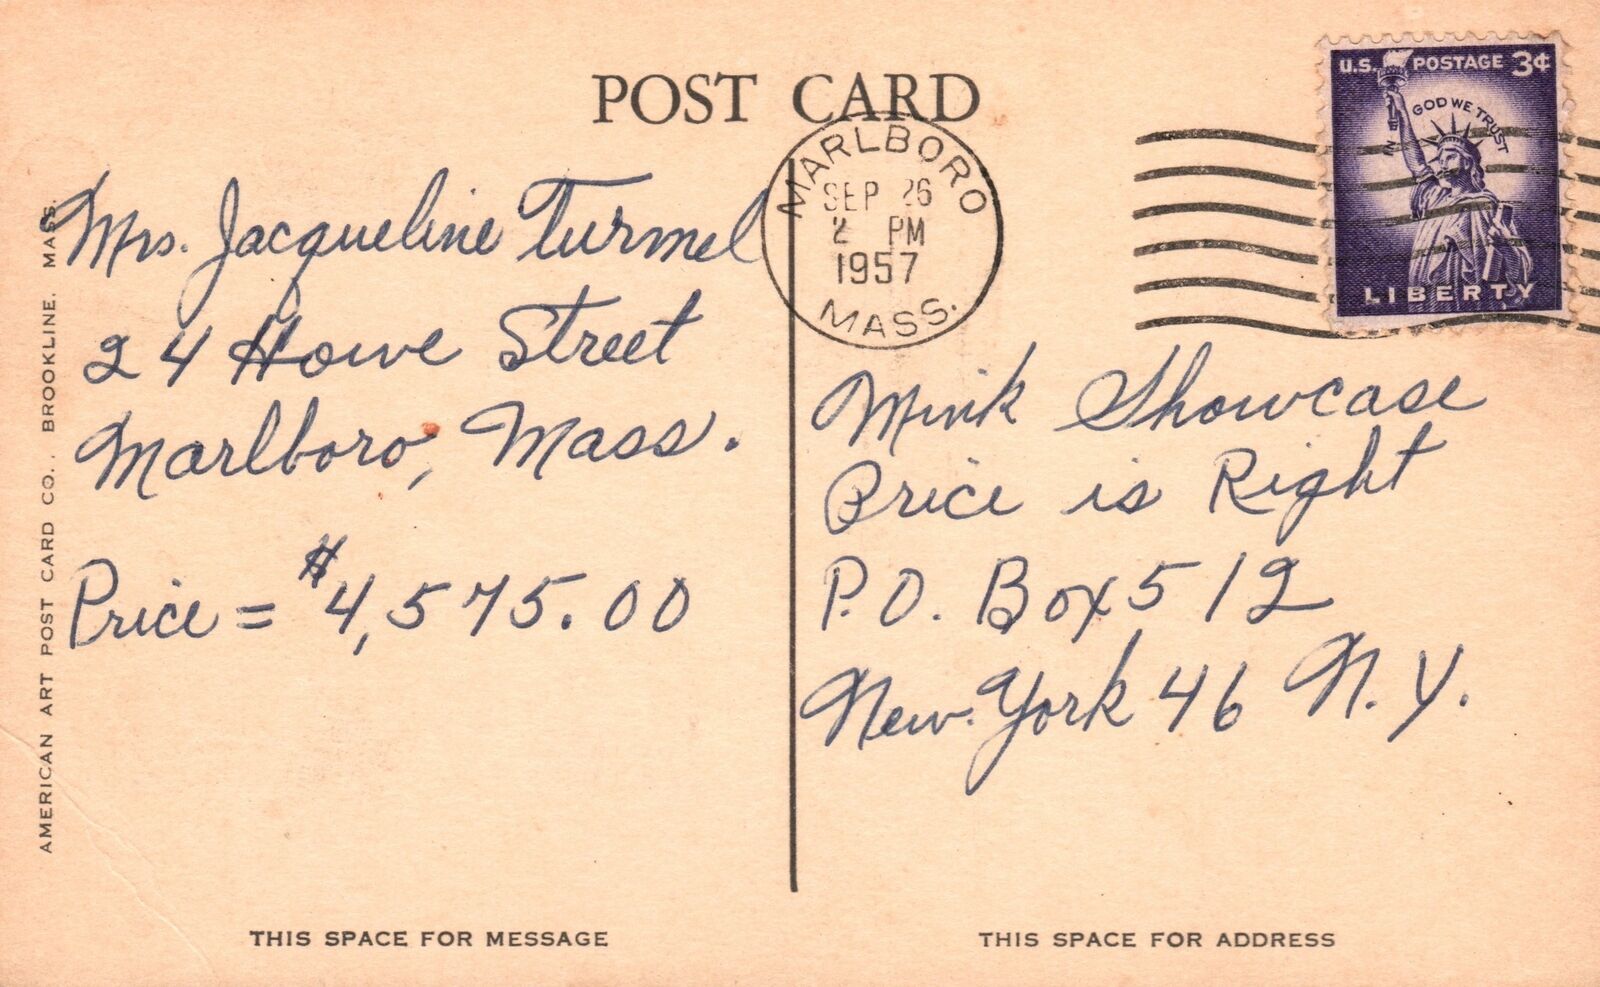 POST CARD
U.S. POSTAGE 3¢
IN GOD WE TRUST
LIBERTY
MARLBORO
SEP 26
2 PM
1957
MASS.
Mrs. Jacqueline Turmel
24 Howe Street
Marlboro, Mass.
Price = $4,575.00
Mink Showcase
Price is Right
P.O. Box 512
New York 46 N.Y.
AMERICAN ART POST CARD CO., BROOKLINE, MASS.
THIS SPACE FOR MESSAGE
THIS SPACE FOR ADDRESS